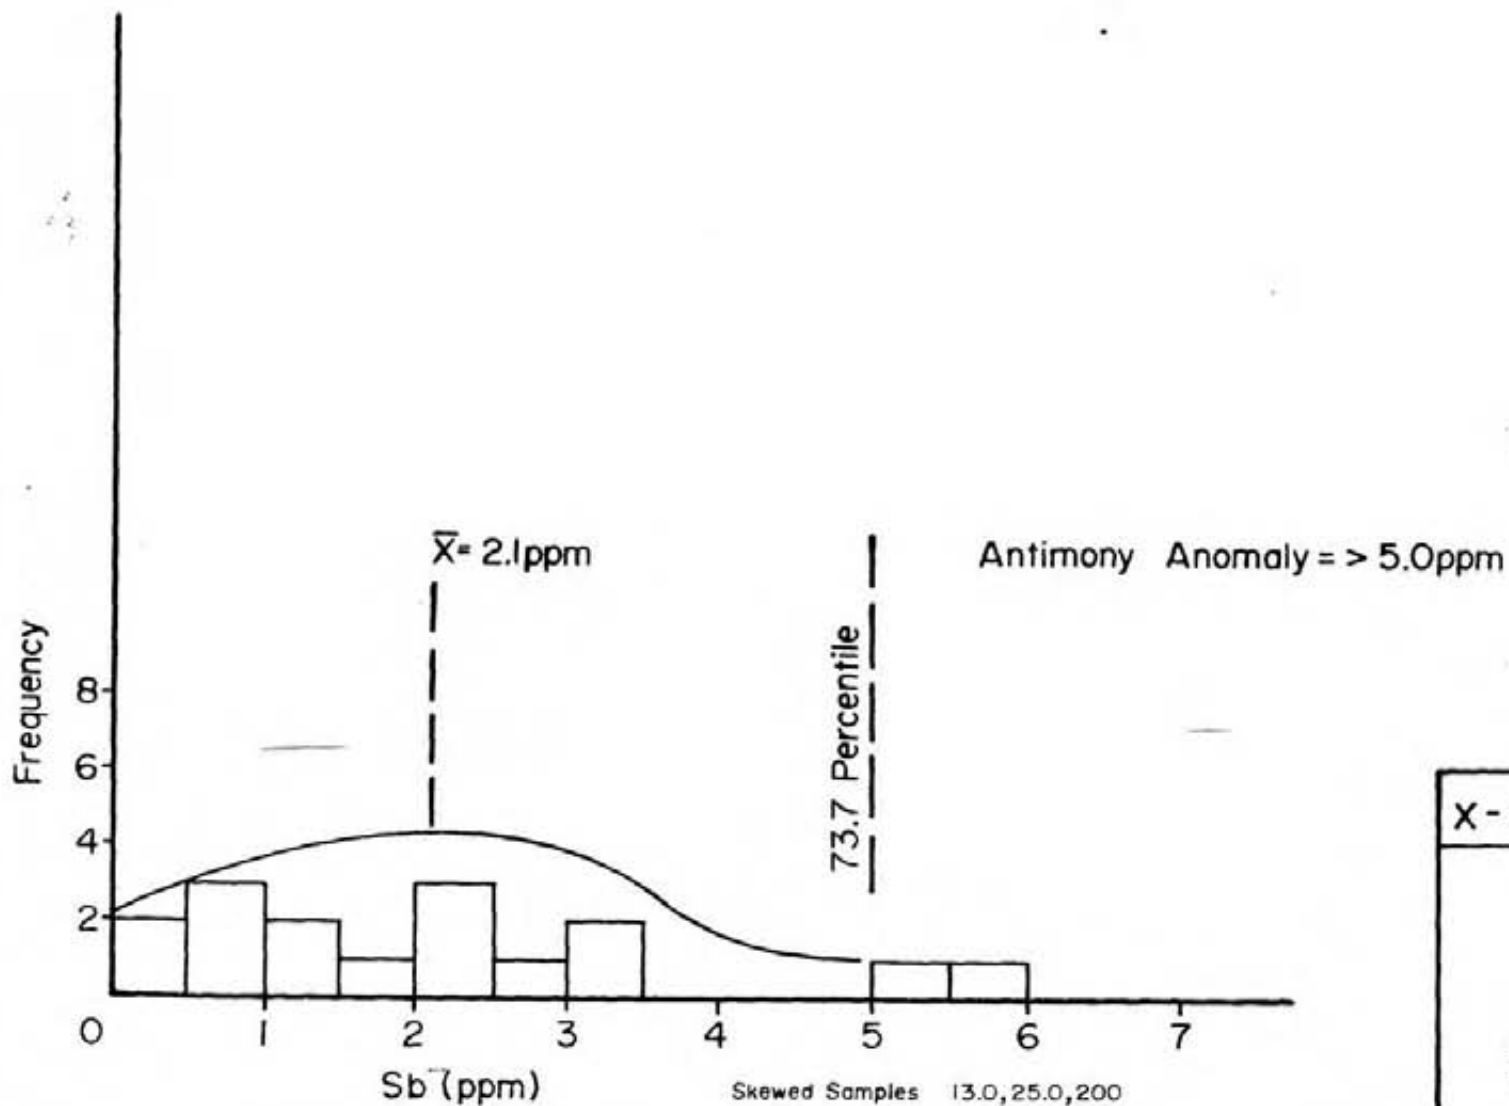 X̄= 2.1ppm
Antimony Anomaly = > 5.0ppm
73.7 Percentile
Frequency
8
6
4
2
X-
0 1 2 3 4 5 6 7
Sb (ppm)
Skewed Samples 13.0,25.0,200